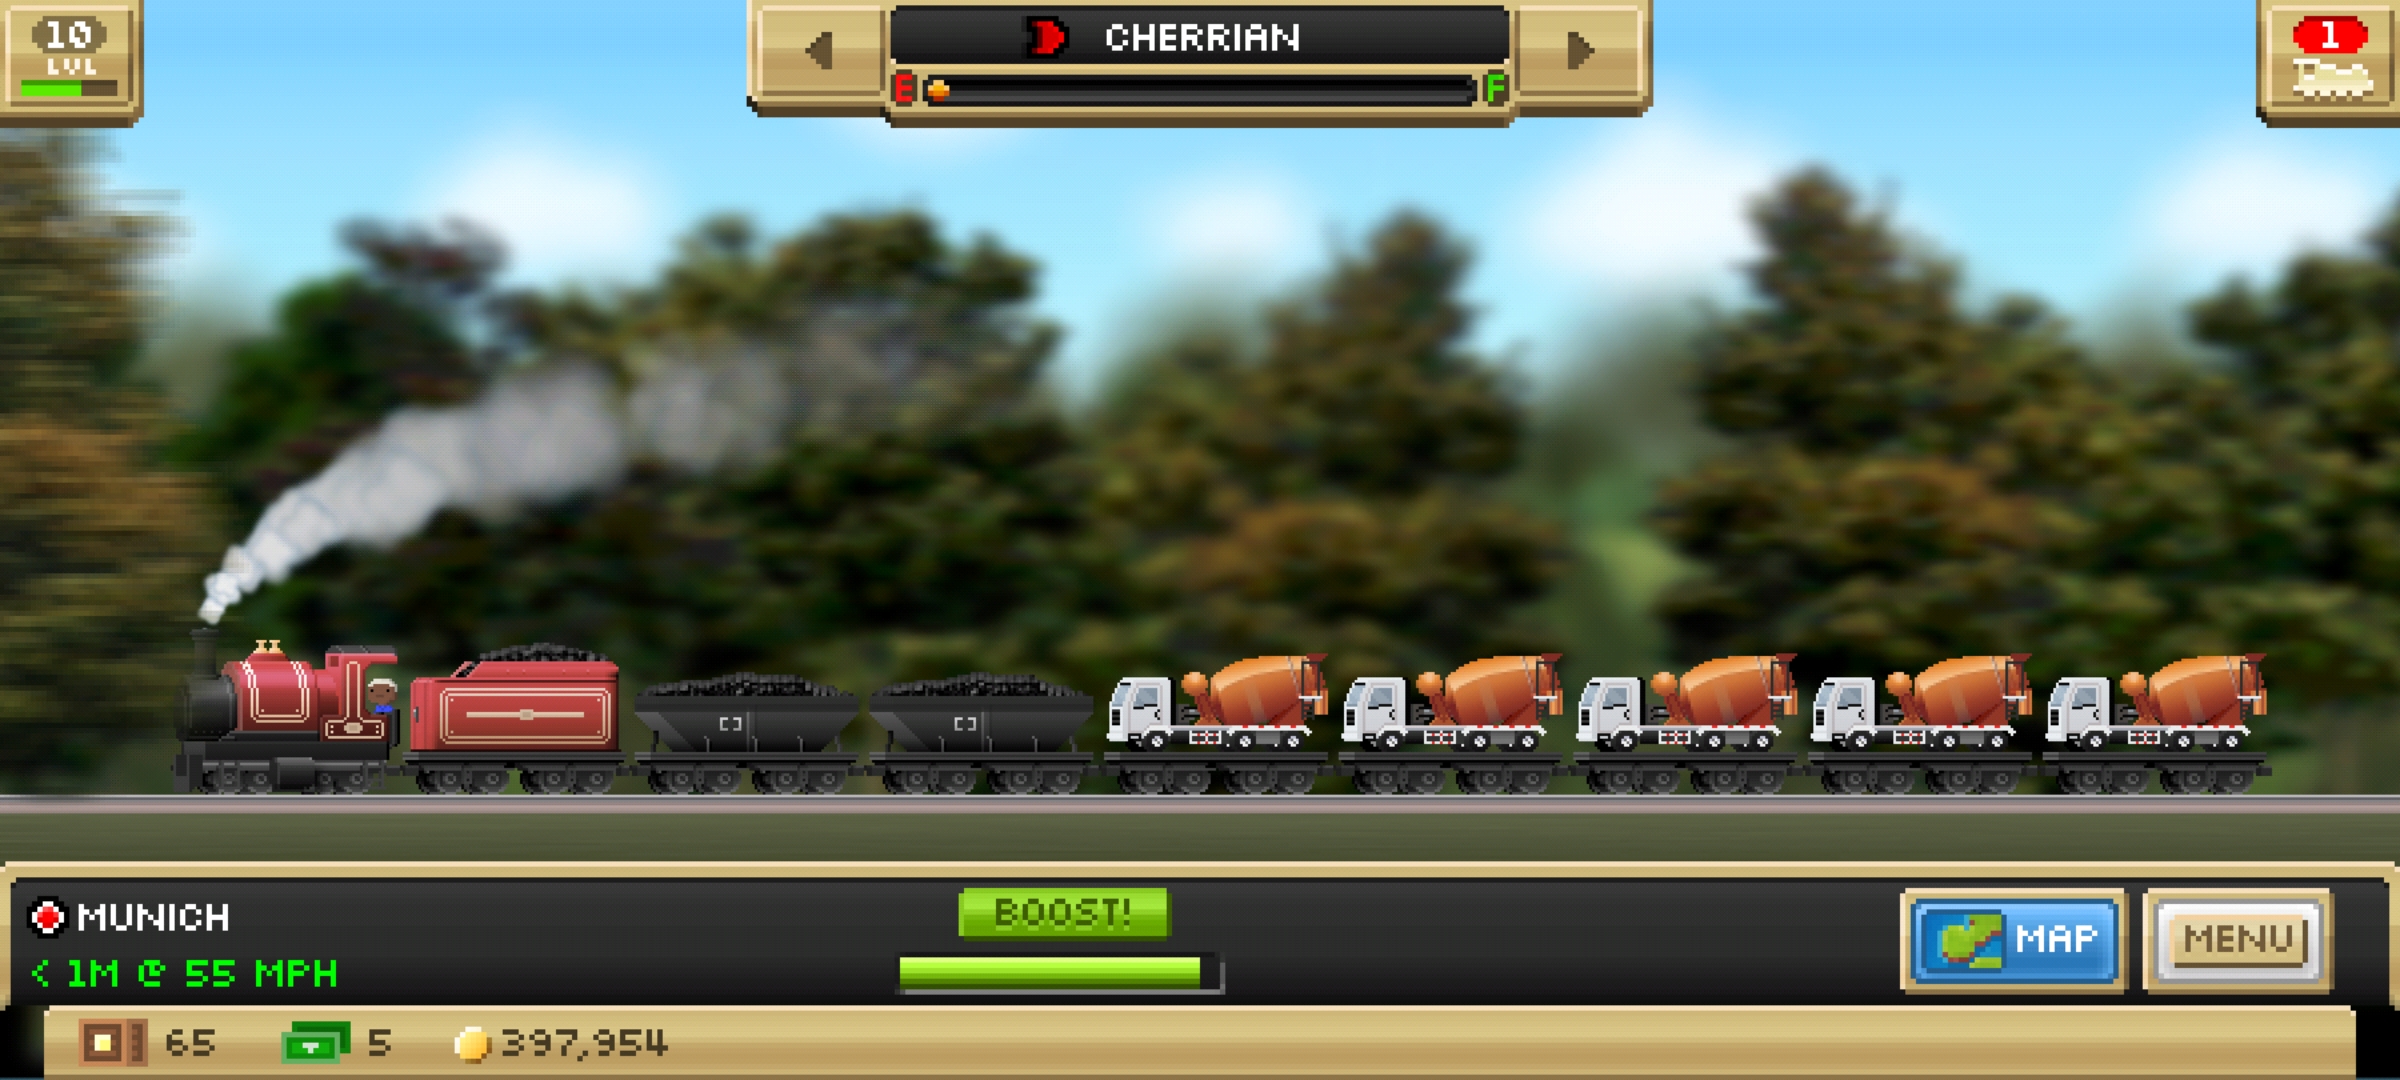 10
LVL
CHERRIAN
E F
1
MUNICH
< 1M @ 55 MPH
BOOST!
MAP
MENU
65
5
397,954